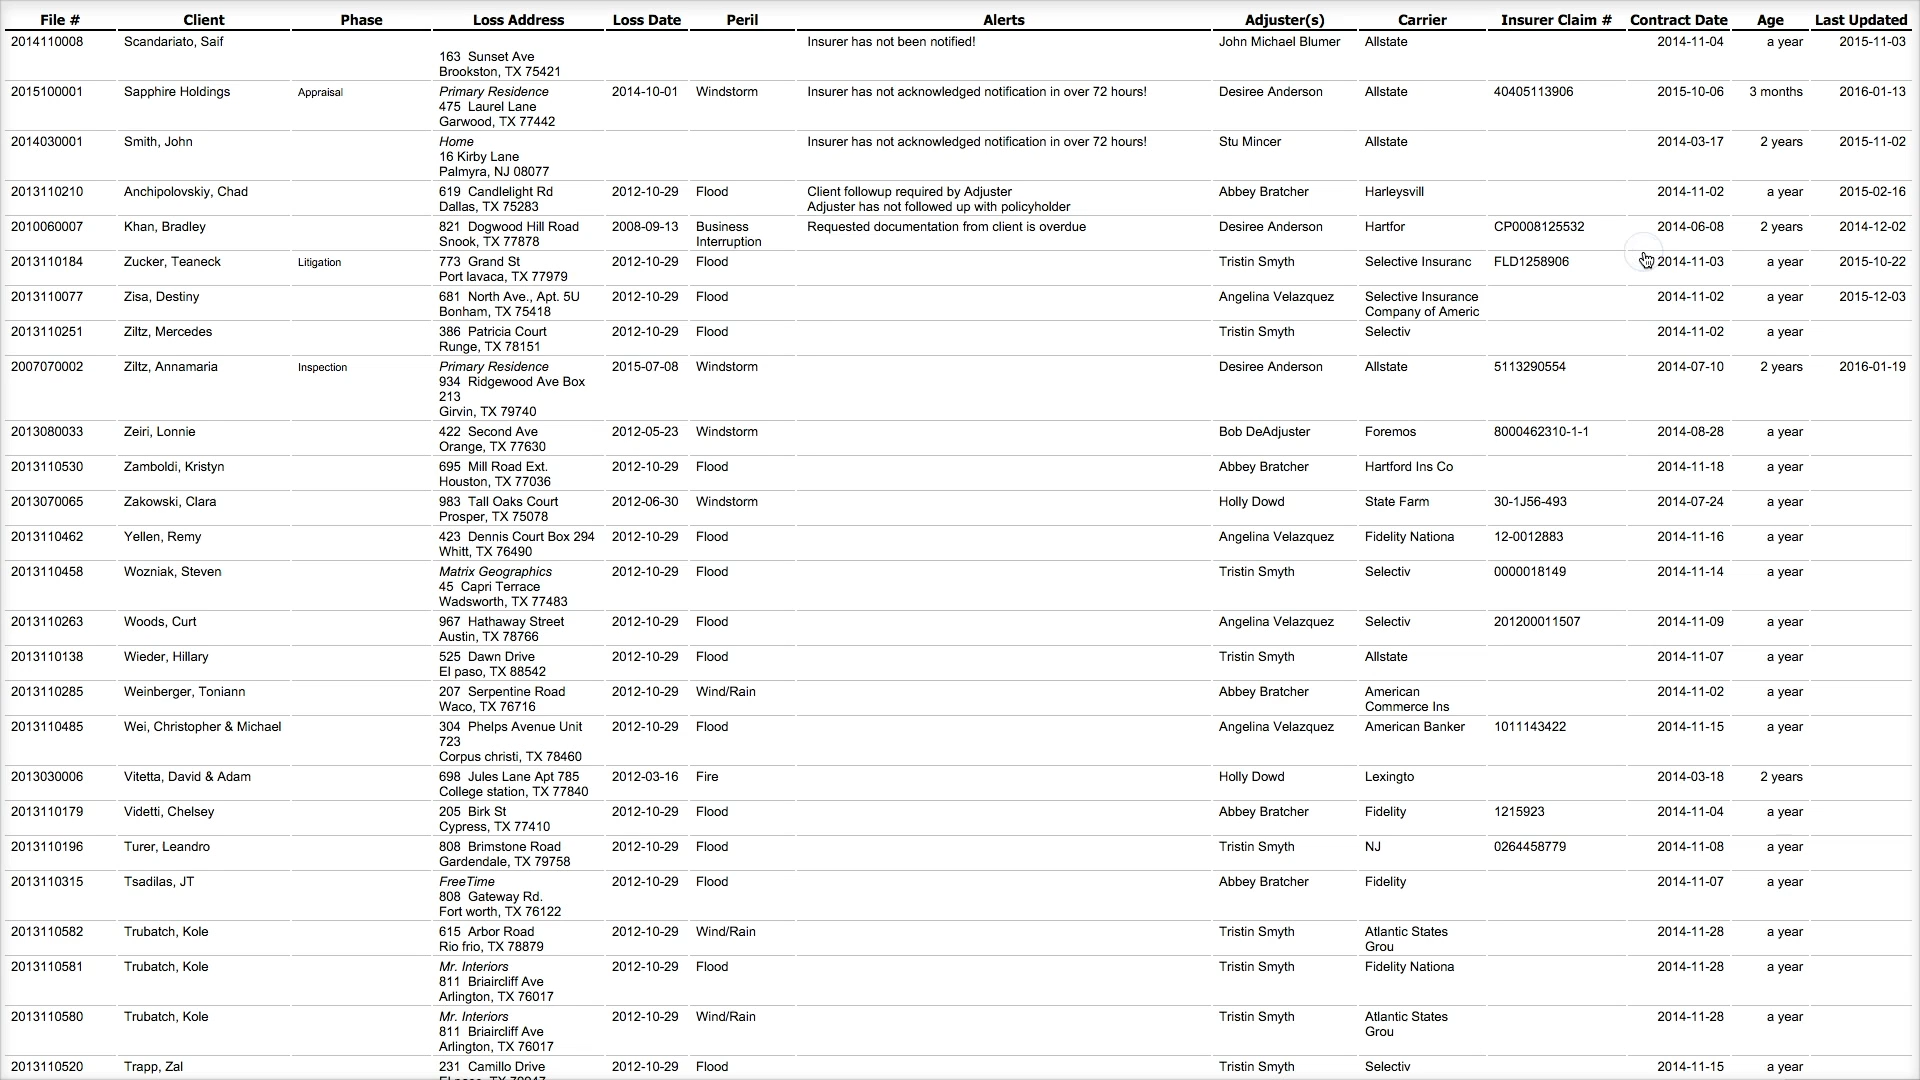 File # Client Phase Loss Address Loss Date Peril Alerts Adjuster(s) Carrier Insurer Claim # Contract Date Age Last Updated
2014110008 Scandariato, Saif Insurer has not been notified! John Michael Blumer Allstate 2014-11-04 a year 2015-11-03
163 Sunset Ave
Brookston, TX 75421
2015100001 Sapphire Holdings Appraisal Primary Residence 2014-10-01 Windstorm Insurer has not acknowledged notification in over 72 hours! Desiree Anderson Allstate 40405113906 2015-10-06 3 months 2016-01-13
475 Laurel Lane
Garwood, TX 77442
2014030001 Smith, John Home Insurer has not acknowledged notification in over 72 hours! Stu Mincer Allstate 2014-03-17 2 years 2015-11-02
16 Kirby Lane
Palmyra, NJ 08077
2013110210 Anchipolovskiy, Chad 619 Candlelight Rd 2012-10-29 Flood Client followup required by Adjuster Abbey Bratcher Harleysvill 2014-11-02 a year 2015-02-16
Dallas, TX 75283 Adjuster has not followed up with policyholder
2010060007 Khan, Bradley 821 Dogwood Hill Road 2008-09-13 Business Requested documentation from client is overdue Desiree Anderson Hartfor CP0008125532 2014-06-08 2 years 2014-12-02
Snook, TX 77878 Interruption
2013110184 Zucker, Teaneck Litigation 773 Grand St 2012-10-29 Flood Tristin Smyth Selective Insuranc FLD1258906 2014-11-03 a year 2015-10-22
Port lavaca, TX 77979
2013110077 Zisa, Destiny 681 North Ave., Apt. 5U 2012-10-29 Flood Angelina Velazquez Selective Insurance 2014-11-02 a year 2015-12-03
Bonham, TX 75418 Company of Americ
2013110251 Ziltz, Mercedes 386 Patricia Court 2012-10-29 Flood Tristin Smyth Selectiv 2014-11-02 a year
Runge, TX 78151
2007070002 Ziltz, Annamaria Inspection Primary Residence 2015-07-08 Windstorm Desiree Anderson Allstate 5113290554 2014-07-10 2 years 2016-01-19
934 Ridgewood Ave Box
213
Girvin, TX 79740
2013080033 Zeiri, Lonnie 422 Second Ave 2012-05-23 Windstorm Bob DeAdjuster Foremos 8000462310-1-1 2014-08-28 a year
Orange, TX 77630
2013110530 Zamboldi, Kristyn 695 Mill Road Ext. 2012-10-29 Flood Abbey Bratcher Hartford Ins Co 2014-11-18 a year
Houston, TX 77036
2013070065 Zakowski, Clara 983 Tall Oaks Court 2012-06-30 Windstorm Holly Dowd State Farm 30-1J56-493 2014-07-24 a year
Prosper, TX 75078
2013110462 Yellen, Remy 423 Dennis Court Box 294 2012-10-29 Flood Angelina Velazquez Fidelity Nationa 12-0012883 2014-11-16 a year
Whitt, TX 76490
2013110458 Wozniak, Steven Matrix Geographics 2012-10-29 Flood Tristin Smyth Selectiv 0000018149 2014-11-14 a year
45 Capri Terrace
Wadsworth, TX 77483
2013110263 Woods, Curt 967 Hathaway Street 2012-10-29 Flood Angelina Velazquez Selectiv 201200011507 2014-11-09 a year
Austin, TX 78766
2013110138 Wieder, Hillary 525 Dawn Drive 2012-10-29 Flood Tristin Smyth Allstate 2014-11-07 a year
El paso, TX 88542
2013110285 Weinberger, Toniann 207 Serpentine Road 2012-10-29 Wind/Rain Abbey Bratcher American 2014-11-02 a year
Waco, TX 76716 Commerce Ins
2013110485 Wei, Christopher & Michael 304 Phelps Avenue Unit 2012-10-29 Flood Angelina Velazquez American Banker 1011143422 2014-11-15 a year
723
Corpus christi, TX 78460
2013030006 Vitetta, David & Adam 698 Jules Lane Apt 785 2012-03-16 Fire Holly Dowd Lexingto 2014-03-18 2 years
College station, TX 77840
2013110179 Videtti, Chelsey 205 Birk St 2012-10-29 Flood Abbey Bratcher Fidelity 1215923 2014-11-04 a year
Cypress, TX 77410
2013110196 Turer, Leandro 808 Brimstone Road 2012-10-29 Flood Tristin Smyth NJ 0264458779 2014-11-08 a year
Gardendale, TX 79758
2013110315 Tsadilas, JT FreeTime 2012-10-29 Flood Abbey Bratcher Fidelity 2014-11-07 a year
808 Gateway Rd.
Fort worth, TX 76122
2013110582 Trubatch, Kole 615 Arbor Road 2012-10-29 Wind/Rain Tristin Smyth Atlantic States 2014-11-28 a year
Rio frio, TX 78879 Grou
2013110581 Trubatch, Kole Mr. Interiors 2012-10-29 Flood Tristin Smyth Fidelity Nationa 2014-11-28 a year
811 Briaircliff Ave
Arlington, TX 76017
2013110580 Trubatch, Kole Mr. Interiors 2012-10-29 Wind/Rain Tristin Smyth Atlantic States 2014-11-28 a year
811 Briaircliff Ave Grou
Arlington, TX 76017
2013110520 Trapp, Zal 231 Camillo Drive 2012-10-29 Flood Tristin Smyth Selectiv 2014-11-15 a year